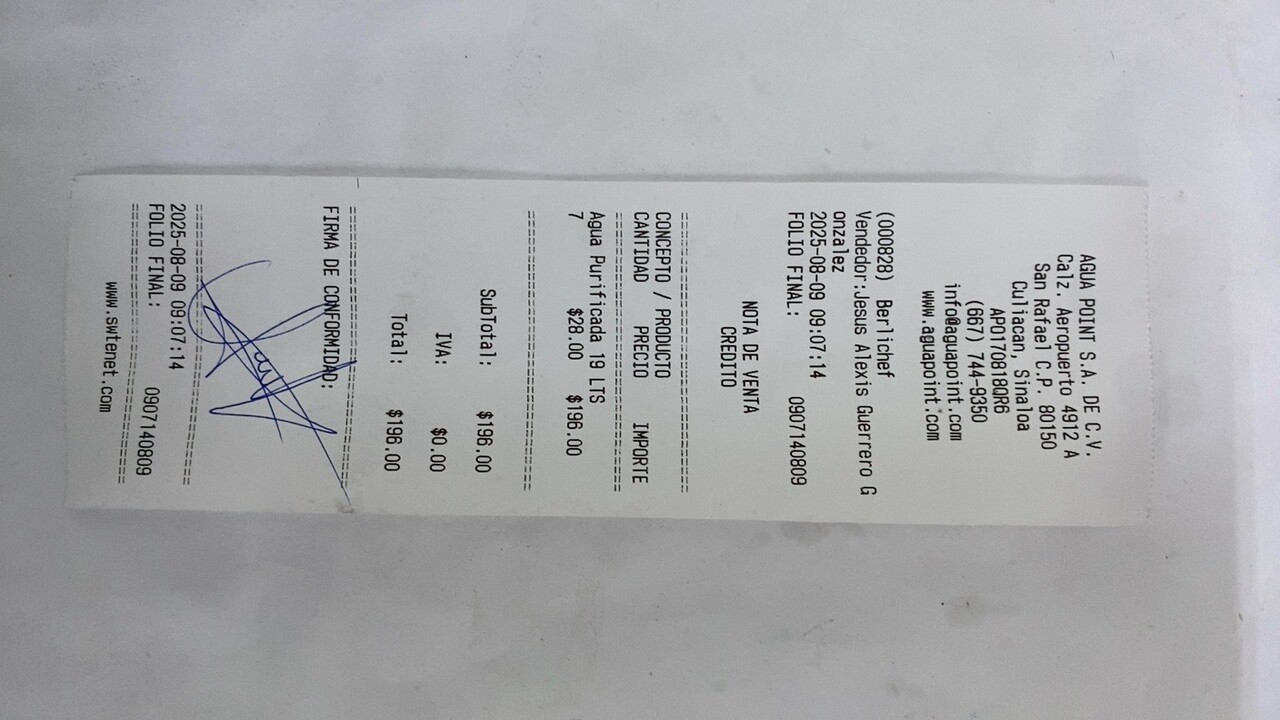 AGUA POINT S.A. DE C.V.
Calz. Aeropuerto 4912 A
San Rafael C.P. 80150
Culiacan, Sinaloa
APO170818QR6
(667) 744-9350
info@aguapoint.com
www.aguapoint.com
(000828) Berlichef
Vendedor:Jesus Alexis Guerrero G
onzalez
2025-08-09 09:07:14
FOLIO FINAL: 0907140809
NOTA DE VENTA
CREDITO
================================
CONCEPTO / PRODUCTO
CANTIDAD PRECIO IMPORTE
================================
Agua Purificada 19 LTS
7 $28.00 $196.00
================================
SubTotal: $196.00
IVA: $0.00
Total: $196.00
================================
FIRMA DE CONFORMIDAD:
================================
2025-08-09 09:07:14
FOLIO FINAL: 0907140809
================================
www.swtenet.com